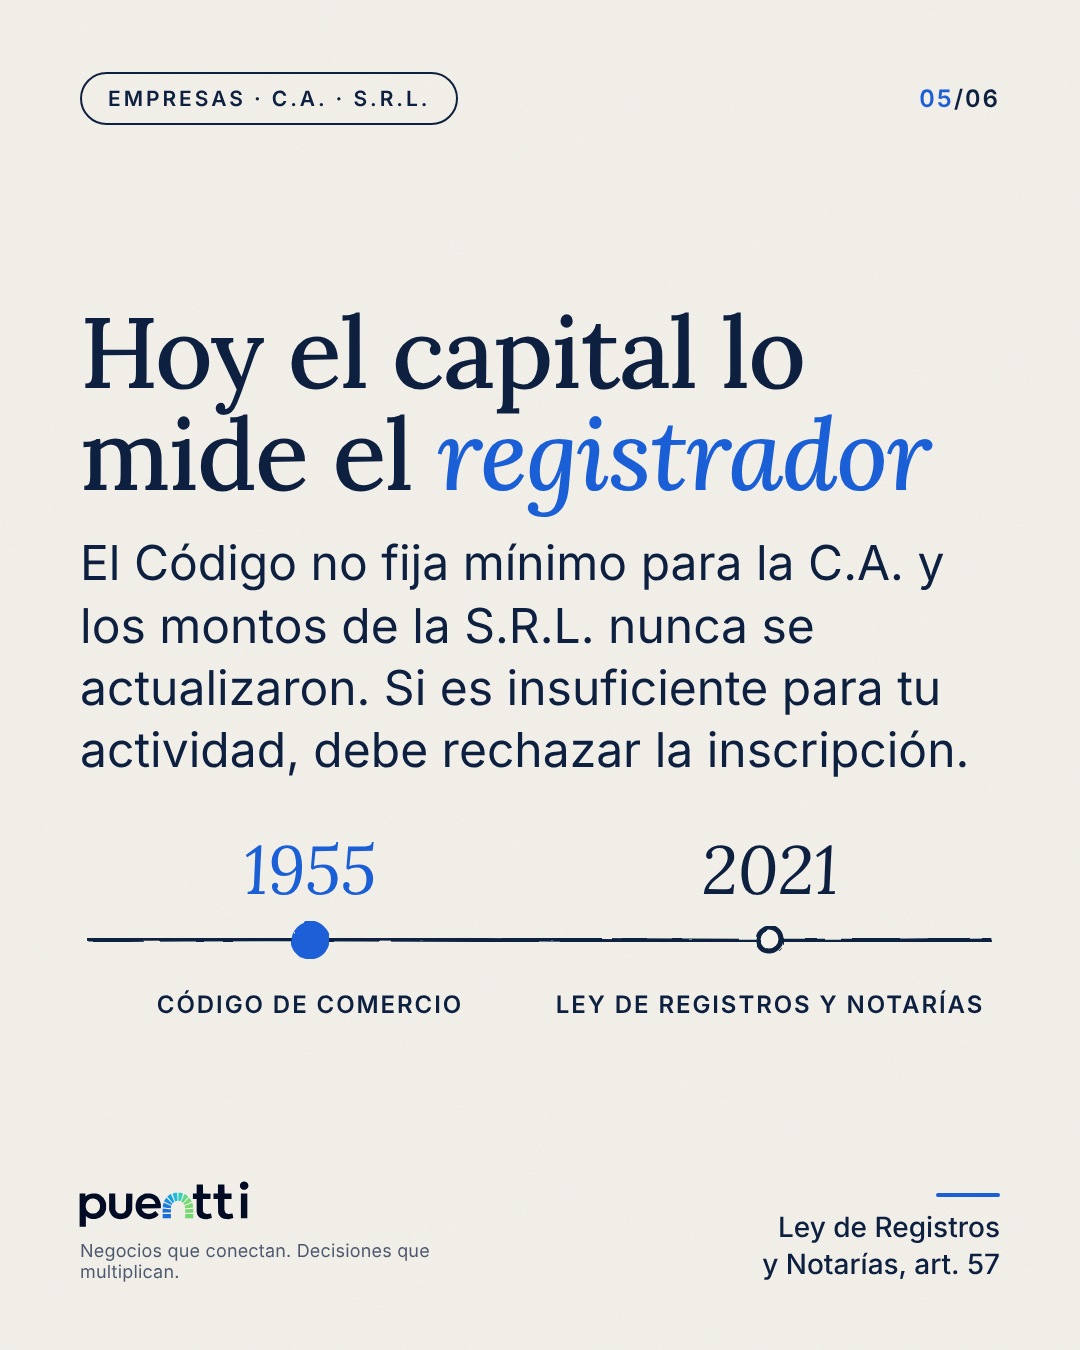 EMPRESAS · C.A. · S.R.L.
05/06
Hoy el capital lo
mide el registrador
El Código no fija mínimo para la C.A. y
los montos de la S.R.L. nunca se
actualizaron. Si es insuficiente para tu
actividad, debe rechazar la inscripción.
1955
2021
CÓDIGO DE COMERCIO
LEY DE REGISTROS Y NOTARÍAS
puentti
Negocios que conectan. Decisiones que
multiplican.
Ley de Registros
y Notarías, art. 57